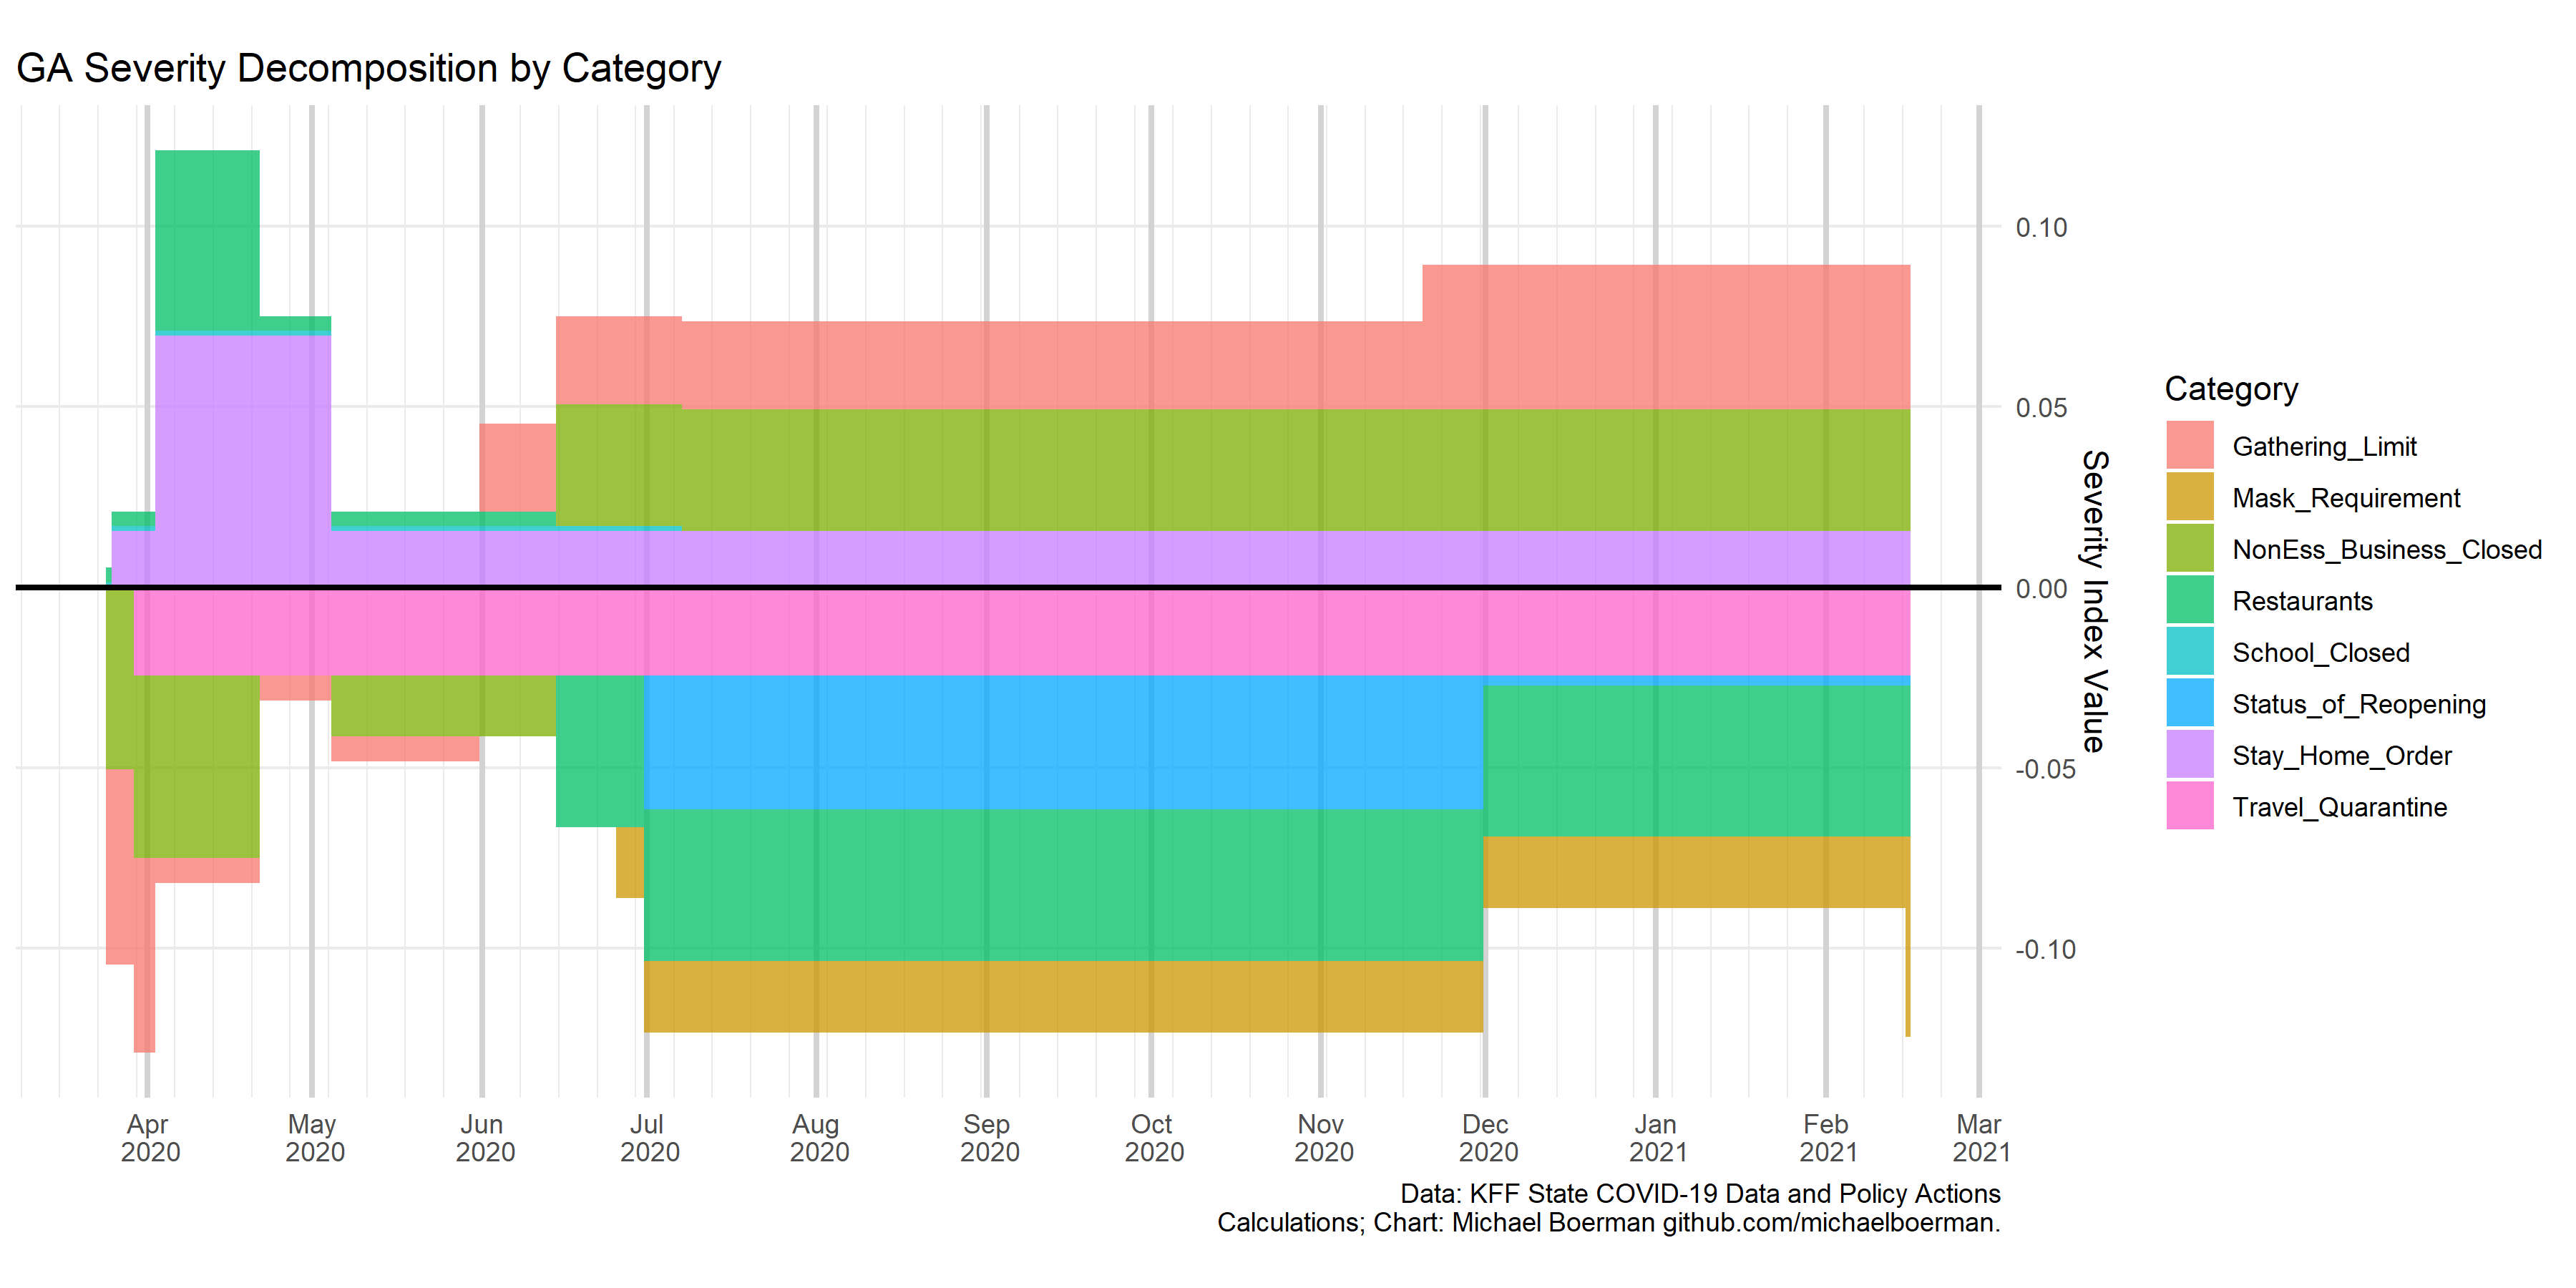 GA Severity Decomposition by Category
0.10
0.05
0.00
-0.05
-0.10
Severity Index Value
Category
Gathering_Limit
Mask_Requirement
NonEss_Business_Closed
Restaurants
School_Closed
Status_of_Reopening
Stay_Home_Order
Travel_Quarantine
Apr May Jun Jul Aug Sep Oct Nov Dec Jan Feb Mar
2020 2020 2020 2020 2020 2020 2020 2020 2020 2021 2021 2021
Data: KFF State COVID-19 Data and Policy Actions
Calculations; Chart: Michael Boerman github.com/michaelboerman.